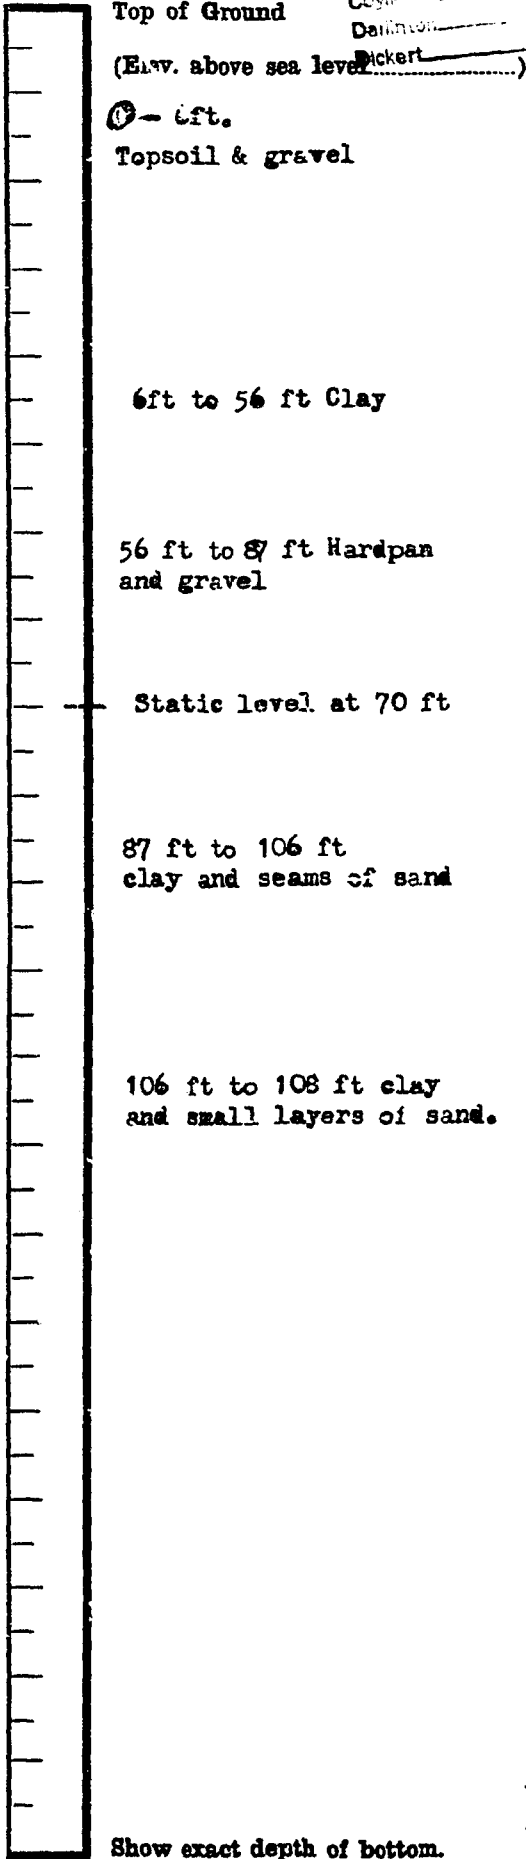 Top of Ground
Dickert
(Elev. above sea level....................)
0 - 6ft.
Topsoil & gravel
6ft to 56 ft Clay
56 ft to 87 ft Hardpan
and gravel
Static level at 70 ft
87 ft to 106 ft
clay and seams of sand
106 ft to 108 ft clay
and small layers of sand.
Show exact depth of bottom.